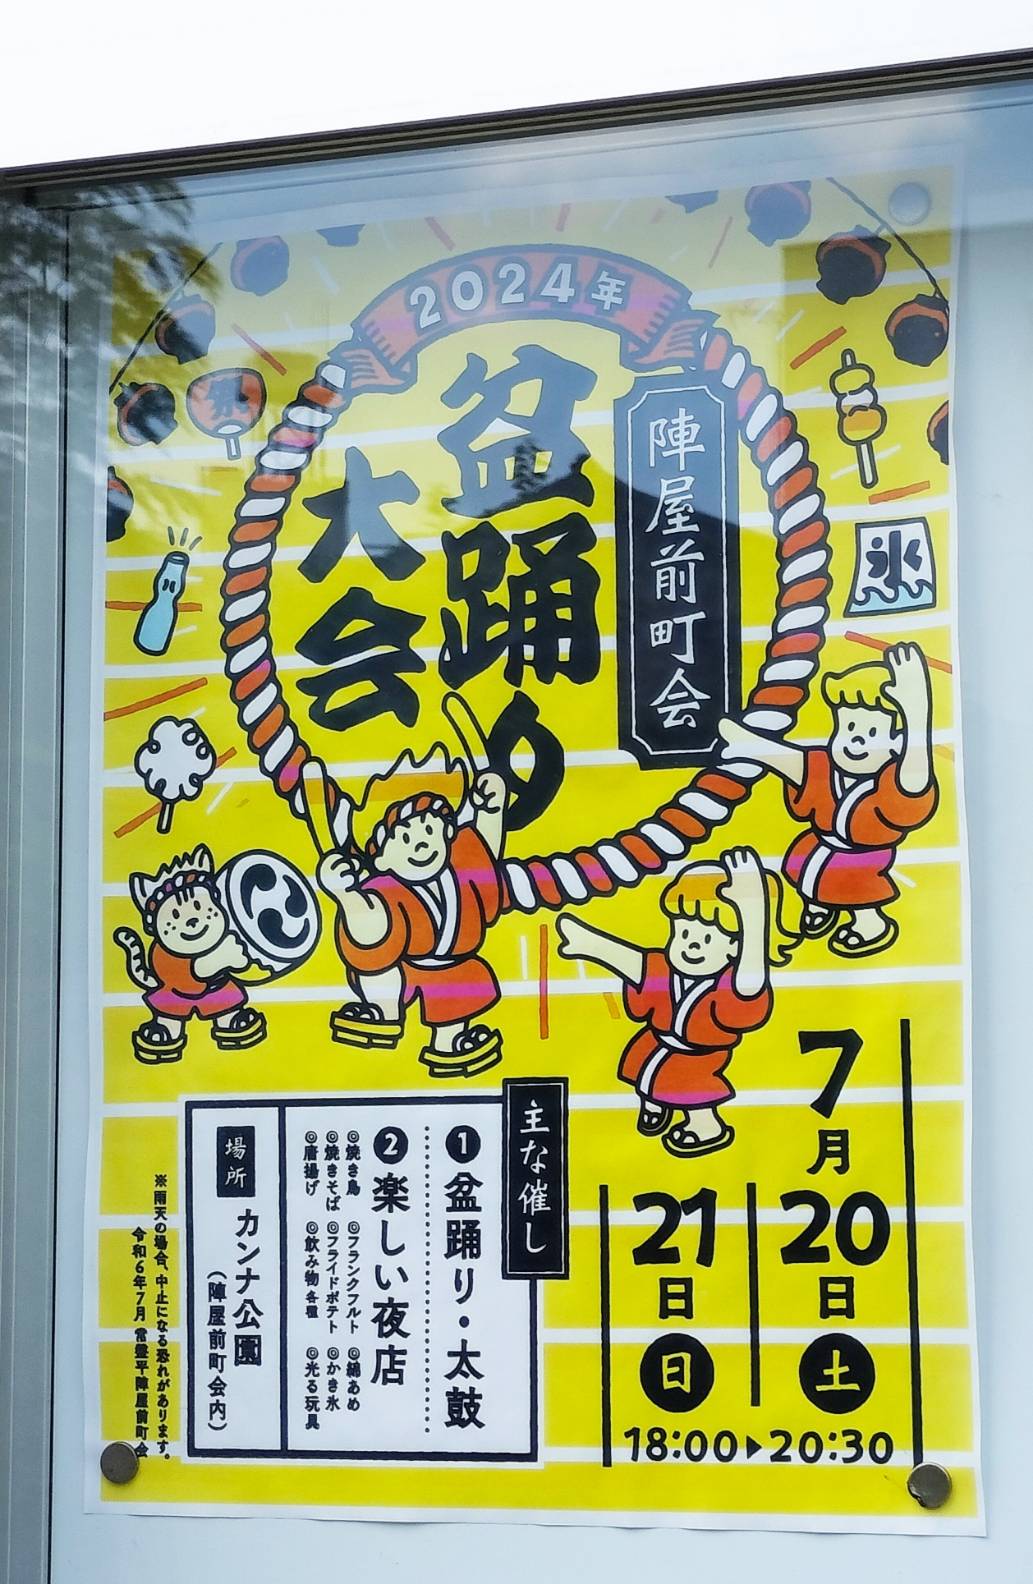 2024年
陣屋前町会
盆踊り
大会
氷
氷
7月
20日
土
21日
日
18:00▶20:30
主な催し
❶盆踊り・太鼓
❷楽しい夜店
◎焼き鳥 ◎フランクフルト ◎綿あめ
◎焼きそば ◎フライドポテト ◎かき氷
◎唐揚げ ◎飲み物各種 ◎光る玩具
場所
カンナ公園
(陣屋前町会内)
※雨天の場合、中止になる恐れがあります。
令和6年7月 常盤平陣屋前町会